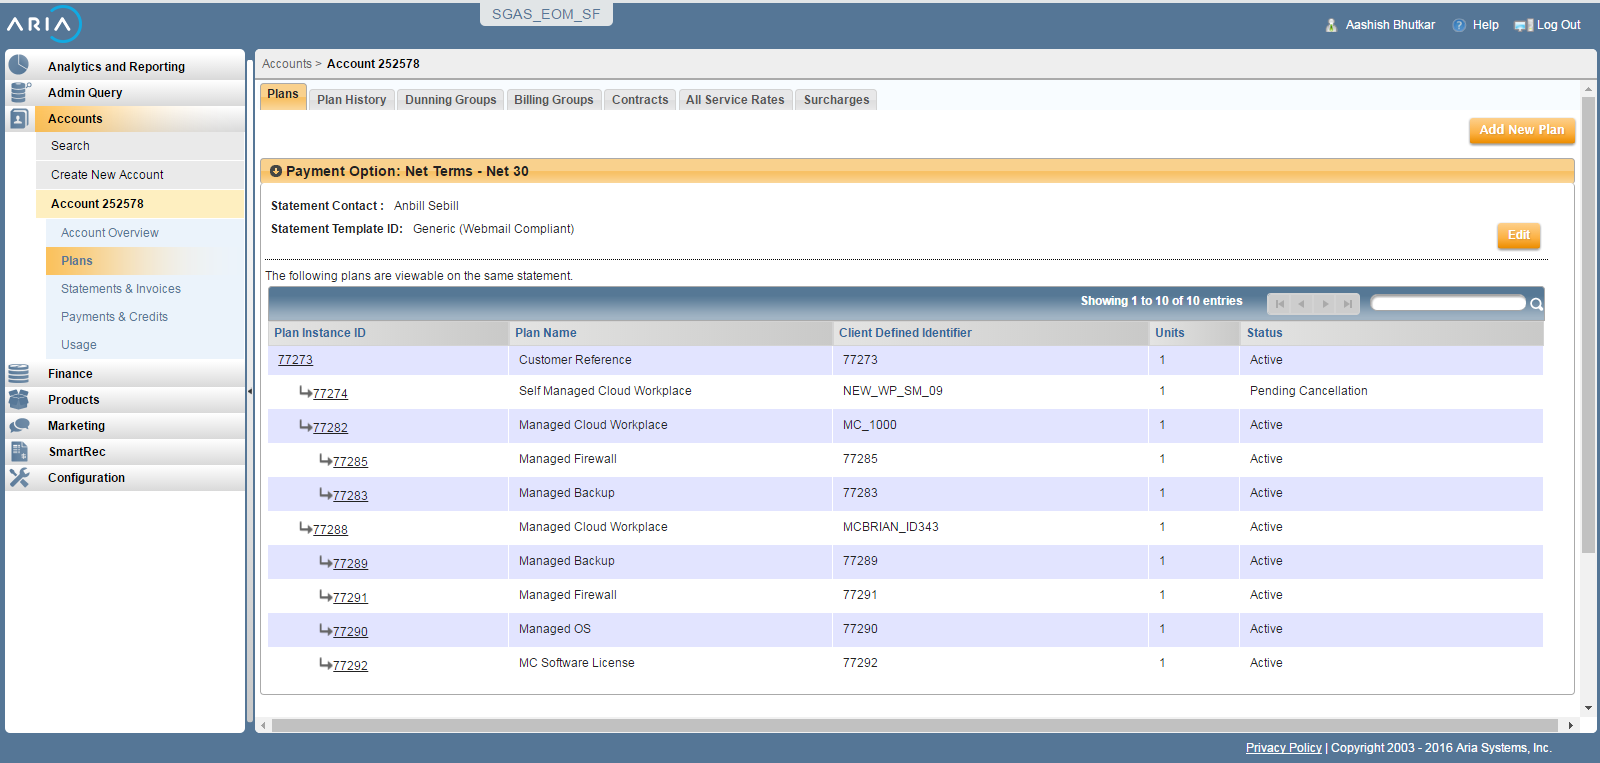 SGAS_EOM_SF
ARIA
Aashish Bhutkar Help Log Out
Analytics and Reporting
Admin Query
Accounts
Search
Create New Account
Account 252578
Account Overview
Plans
Statements & Invoices
Payments & Credits
Usage
Finance
Products
Marketing
SmartRec
Configuration
Accounts > Account 252578
Plans Plan History Dunning Groups Billing Groups Contracts All Service Rates Surcharges
Add New Plan
Payment Option: Net Terms - Net 30
Statement Contact : Anbill Sebill
Statement Template ID: Generic (Webmail Compliant)
Edit
The following plans are viewable on the same statement.
Showing 1 to 10 of 10 entries
Plan Instance ID Plan Name Client Defined Identifier Units Status
77273 Customer Reference 77273 1 Active
77274 Self Managed Cloud Workplace NEW_WP_SM_09 1 Pending Cancellation
77282 Managed Cloud Workplace MC_1000 1 Active
77285 Managed Firewall 77285 1 Active
77283 Managed Backup 77283 1 Active
77288 Managed Cloud Workplace MCBRIAN_ID343 1 Active
77289 Managed Backup 77289 1 Active
77291 Managed Firewall 77291 1 Active
77290 Managed OS 77290 1 Active
77292 MC Software License 77292 1 Active
Privacy Policy | Copyright 2003 - 2016 Aria Systems, Inc.